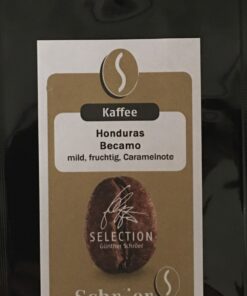 Kaffee
Honduras
Becamo
mild, fruchtig, Caramelnote
SELECTION
Günther Schröer